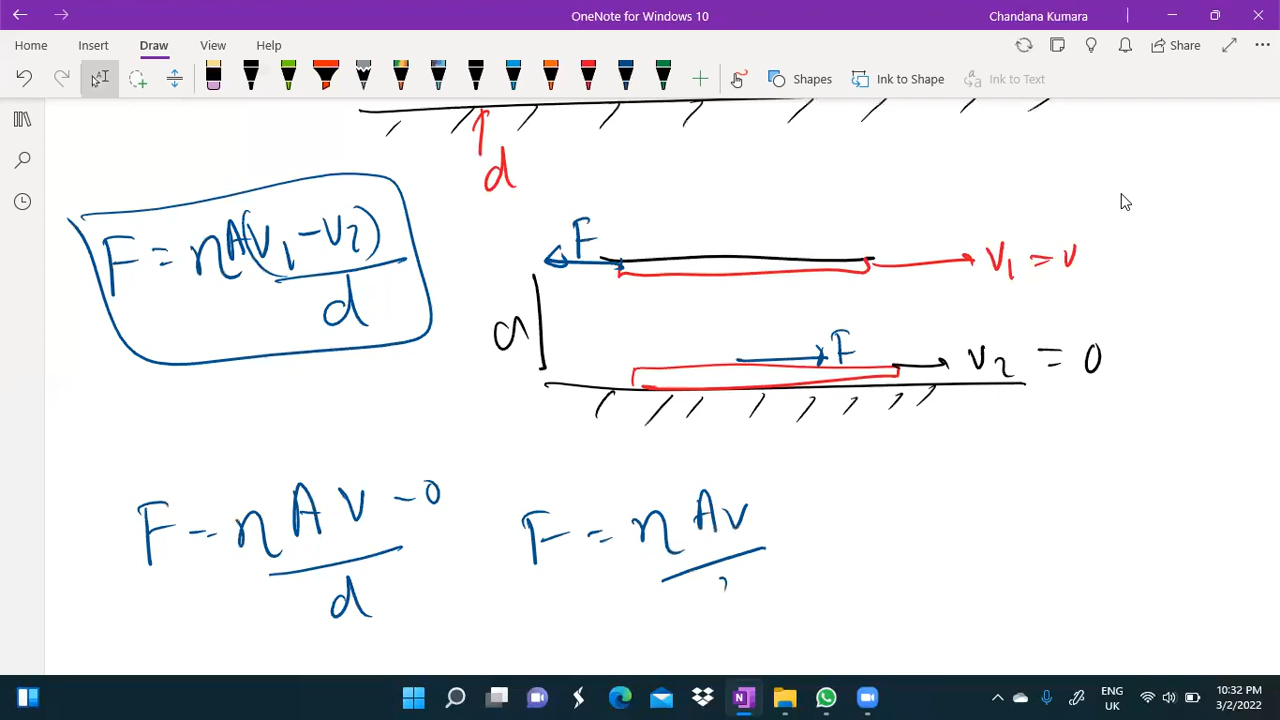 OneNote for Windows 10
Chandana Kumara
Home Insert Draw View Help
Share
Shapes
Ink to Shape
Ink to Text
d
F = ηA(v₁ - v₂)
d
F
v₁ = v
d
F
v₂ = 0
F = ηAv - 0
d
F = ηAv
ENG
UK
10:32 PM
3/2/2022